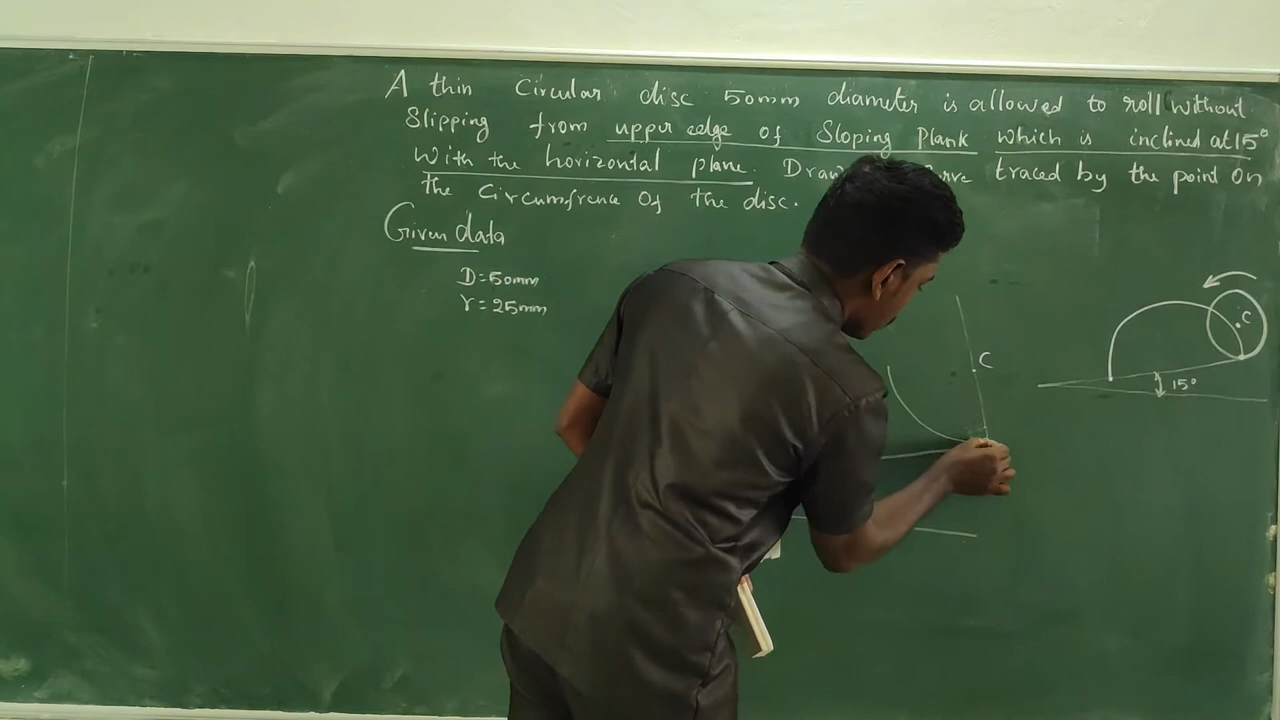 A thin Circular disc 50mm diameter is allowed to roll without
Slipping from upper edge of Sloping Plank which is inclined at 15°
With the horizontal plane. Draw traced by the point on
the Circumfrence of the disc.
Given data
D=50mm
r=25mm
C
C
15°